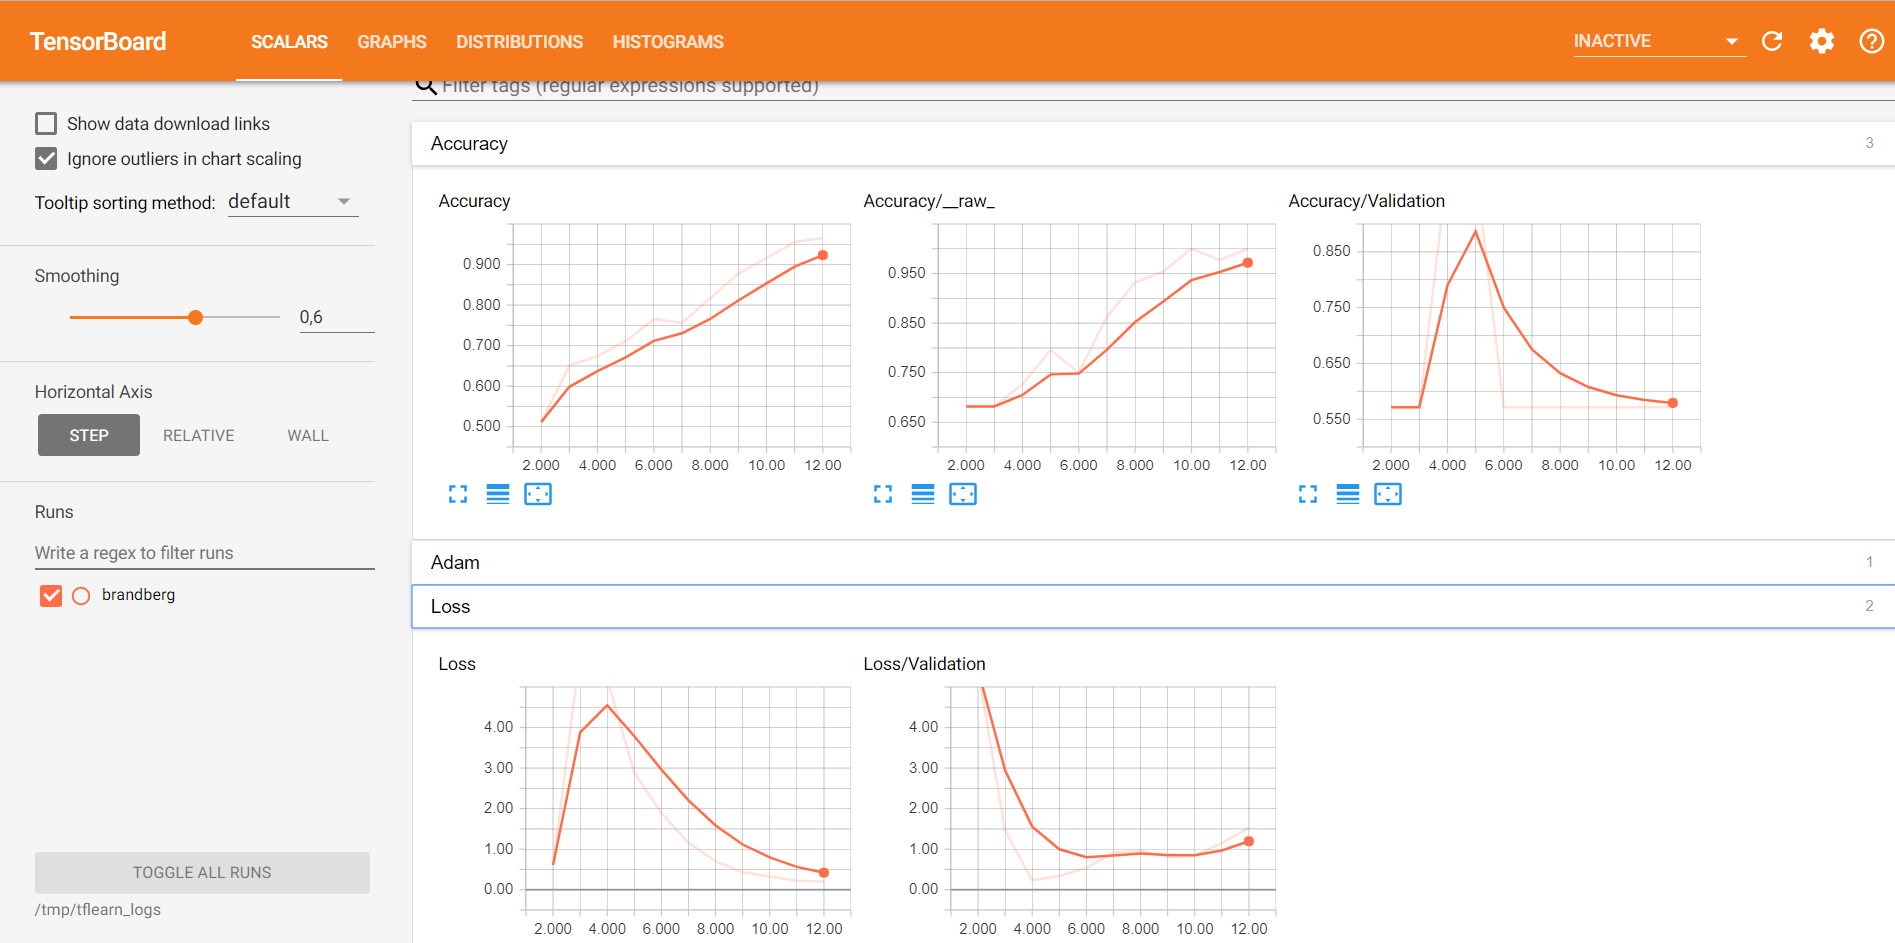 TensorBoard SCALARS GRAPHS DISTRIBUTIONS HISTOGRAMS INACTIVE
Filter tags (regular expressions supported)
Show data download links
Ignore outliers in chart scaling
Tooltip sorting method: default
Smoothing
0,6
Horizontal Axis
STEP RELATIVE WALL
Runs
Write a regex to filter runs
brandberg
TOGGLE ALL RUNS
/tmp/tflearn_logs
Accuracy 3
Accuracy
0.900
0.800
0.700
0.600
0.500
2.000 4.000 6.000 8.000 10.00 12.00
Accuracy/__raw_
0.950
0.850
0.750
0.650
2.000 4.000 6.000 8.000 10.00 12.00
Accuracy/Validation
0.850
0.750
0.650
0.550
2.000 4.000 6.000 8.000 10.00 12.00
Adam 1
Loss 2
Loss
4.00
3.00
2.00
1.00
0.00
2.000 4.000 6.000 8.000 10.00 12.00
Loss/Validation
4.00
3.00
2.00
1.00
0.00
2.000 4.000 6.000 8.000 10.00 12.00